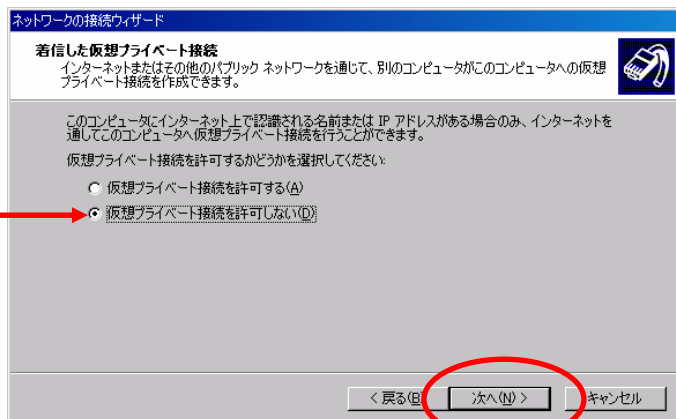 ネットワークの接続ウィザード
着信した仮想プライベート接続
インターネットまたはその他のパブリック ネットワークを通じて、別のコンピュータがこのコンピュータへの仮想
プライベート接続を作成できます。
このコンピュータにインターネット上で認識される名前または IP アドレスがある場合のみ、インターネットを
通してこのコンピュータへ仮想プライベート接続を行うことができます。
仮想プライベート接続を許可するかどうかを選択してください:
仮想プライベート接続を許可する(A)
仮想プライベート接続を許可しない(D)
< 戻る(B) 次へ(N) > キャンセル